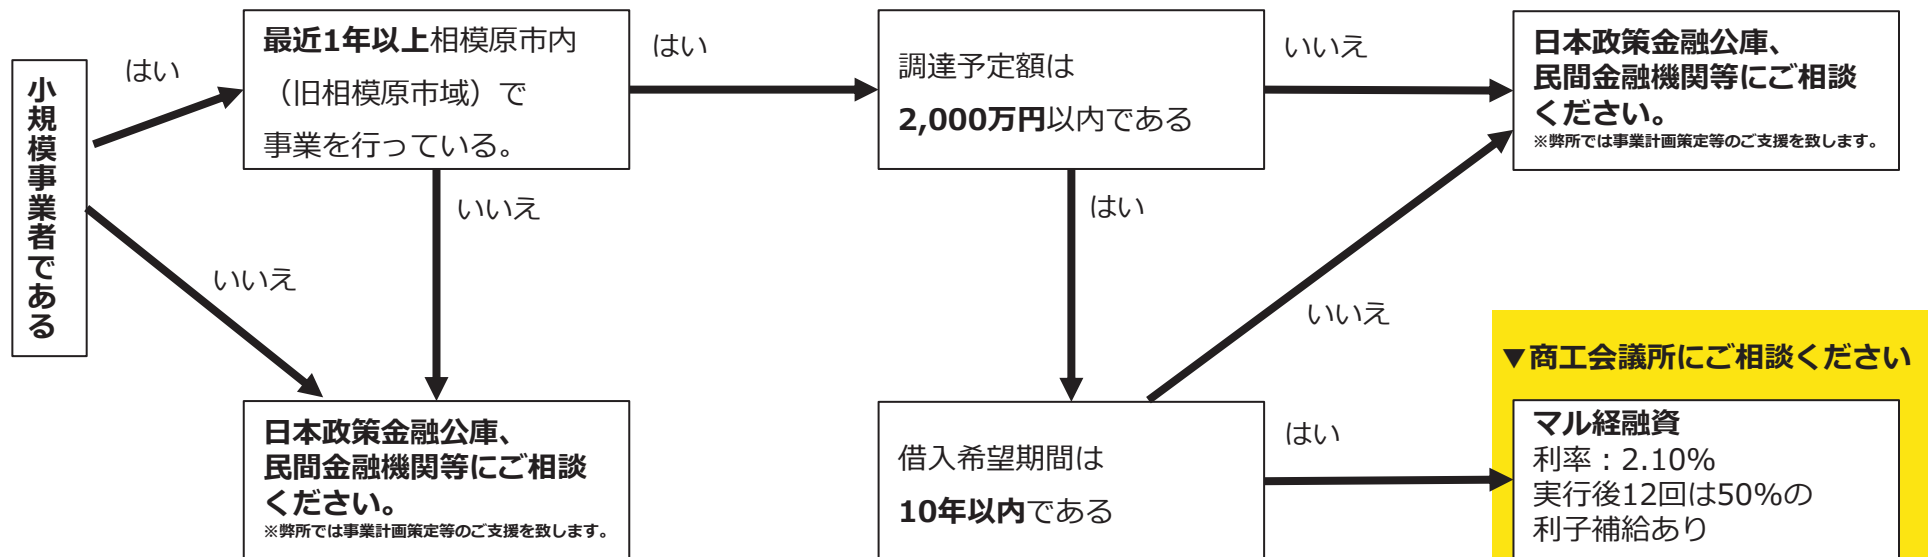 小規模事業者である
はい
いいえ
最近1年以上相模原市内
（旧相模原市域）で
事業を行っている。
はい
いいえ
日本政策金融公庫、
民間金融機関等にご相談
ください。
※弊所では事業計画策定等のご支援を致します。
調達予定額は
2,000万円以内である
いいえ
はい
日本政策金融公庫、
民間金融機関等にご相談
ください。
※弊所では事業計画策定等のご支援を致します。
借入希望期間は
10年以内である
いいえ
はい
▼商工会議所にご相談ください
マル経融資
利率：2.10%
実行後12回は50%の
利子補給あり